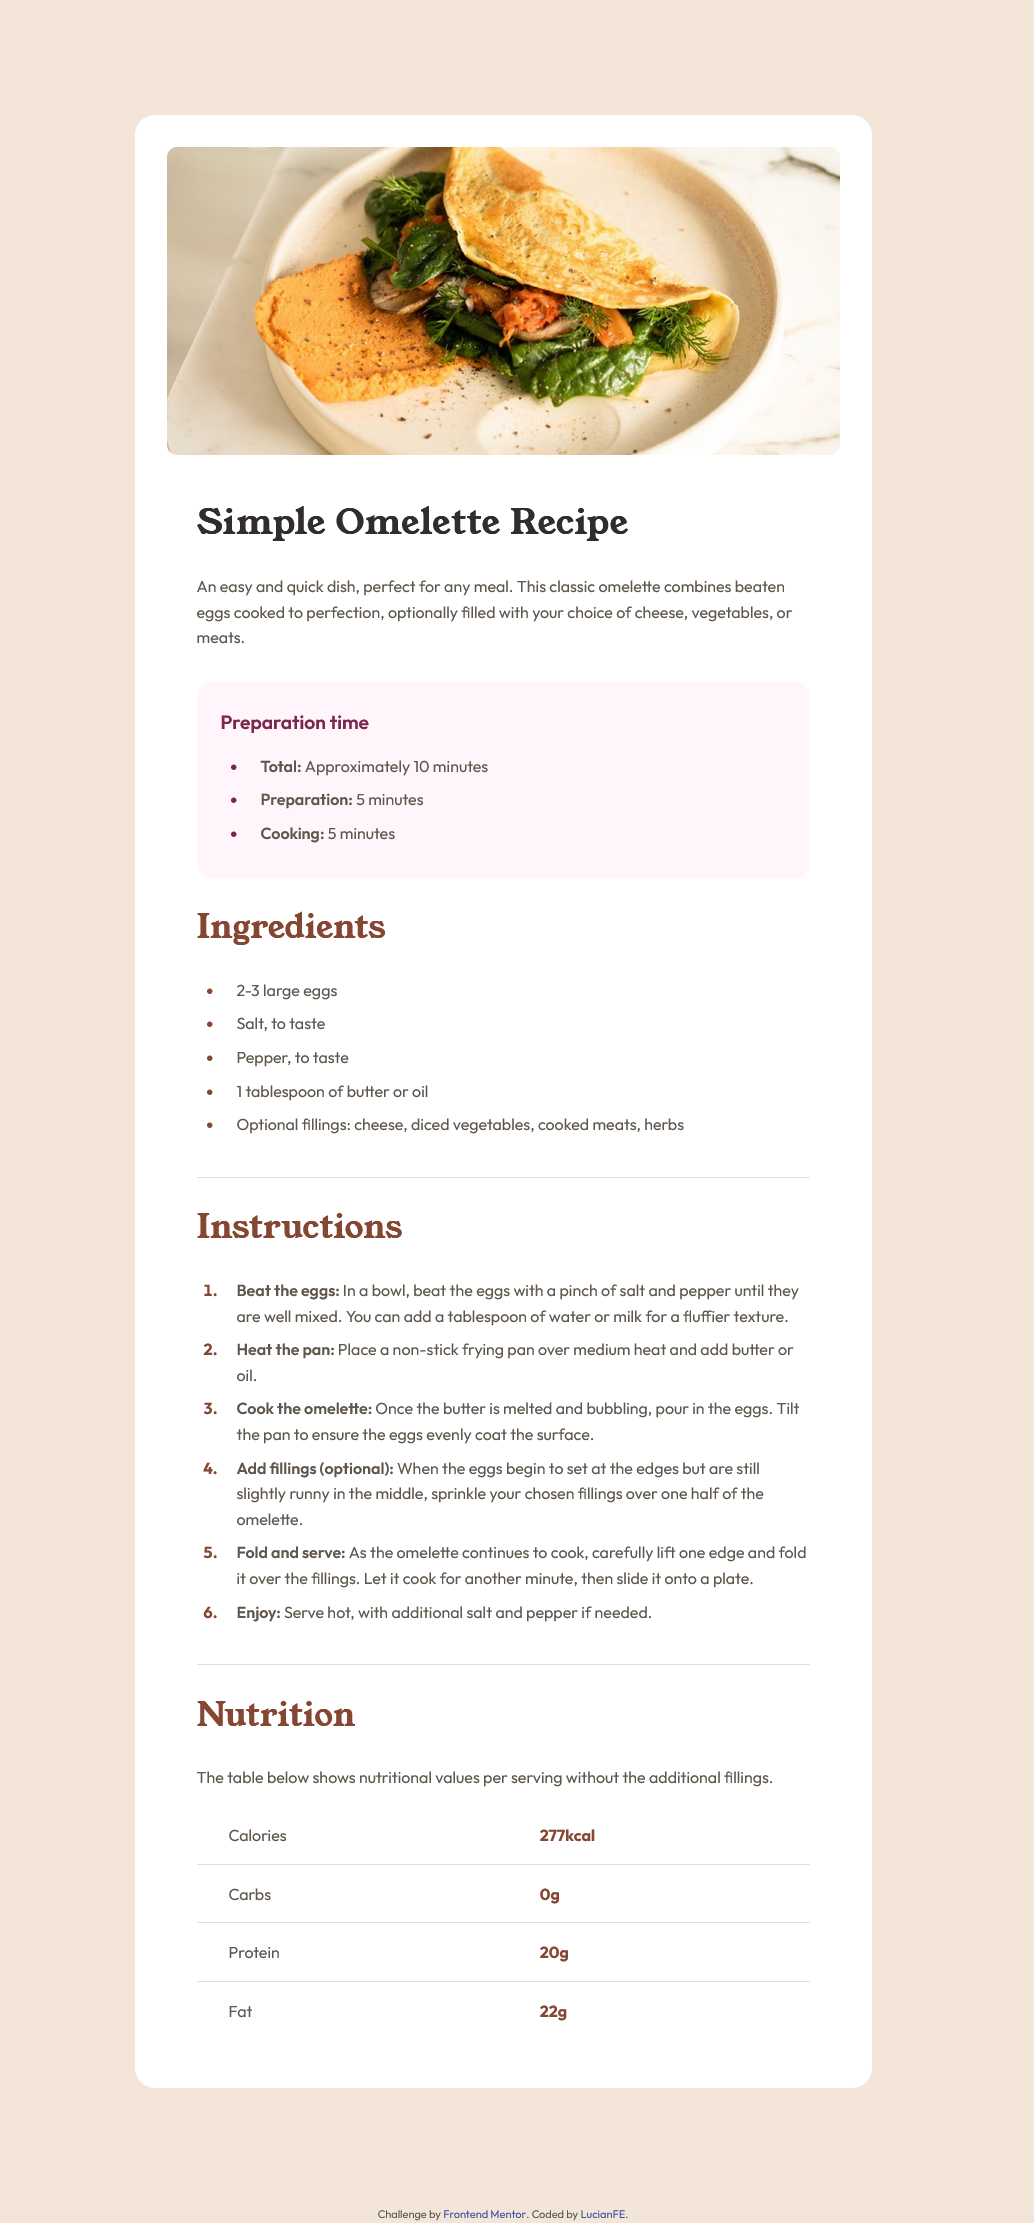 Simple Omelette Recipe
An easy and quick dish, perfect for any meal. This classic omelette combines beaten
eggs cooked to perfection, optionally filled with your choice of cheese, vegetables, or
meats.
Preparation time
• Total: Approximately 10 minutes
• Preparation: 5 minutes
• Cooking: 5 minutes
Ingredients
• 2-3 large eggs
• Salt, to taste
• Pepper, to taste
• 1 tablespoon of butter or oil
• Optional fillings: cheese, diced vegetables, cooked meats, herbs
Instructions
1. Beat the eggs: In a bowl, beat the eggs with a pinch of salt and pepper until they
are well mixed. You can add a tablespoon of water or milk for a fluffier texture.
2. Heat the pan: Place a non-stick frying pan over medium heat and add butter or
oil.
3. Cook the omelette: Once the butter is melted and bubbling, pour in the eggs. Tilt
the pan to ensure the eggs evenly coat the surface.
4. Add fillings (optional): When the eggs begin to set at the edges but are still
slightly runny in the middle, sprinkle your chosen fillings over one half of the
omelette.
5. Fold and serve: As the omelette continues to cook, carefully lift one edge and fold
it over the fillings. Let it cook for another minute, then slide it onto a plate.
6. Enjoy: Serve hot, with additional salt and pepper if needed.
Nutrition
The table below shows nutritional values per serving without the additional fillings.
Calories 277kcal
Carbs 0g
Protein 20g
Fat 22g
Challenge by Frontend Mentor. Coded by LucianFE.